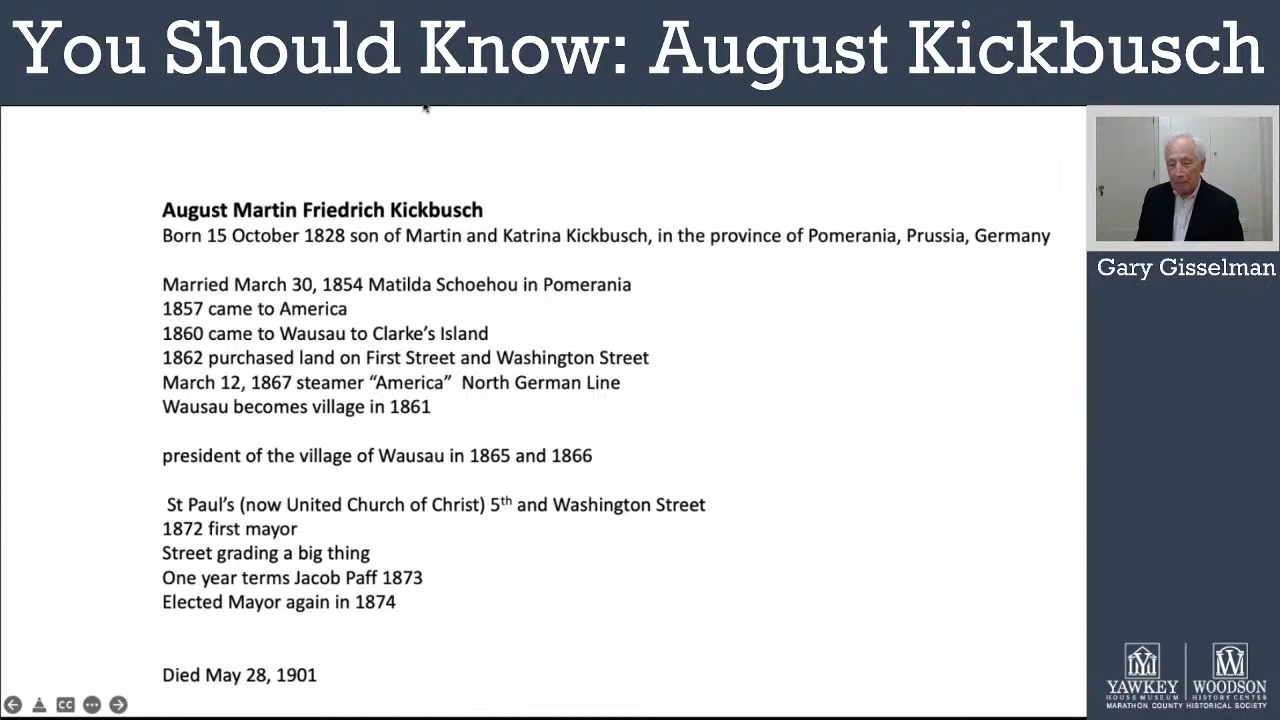 You Should Know: August Kickbusch
August Martin Friedrich Kickbusch
Born 15 October 1828 son of Martin and Katrina Kickbusch, in the province of Pomerania, Prussia, Germany
Married March 30, 1854 Matilda Schoehou in Pomerania
1857 came to America
1860 came to Wausau to Clarke’s Island
1862 purchased land on First Street and Washington Street
March 12, 1867 steamer “America”  North German Line
Wausau becomes village in 1861
president of the village of Wausau in 1865 and 1866
St Paul’s (now United Church of Christ) 5th and Washington Street
1872 first mayor
Street grading a big thing
One year terms Jacob Paff 1873
Elected Mayor again in 1874
Died May 28, 1901
CC
Gary Gisselman
YAWKEY
HOUSE MUSEUM
WOODSON
HISTORY CENTER
MARATHON COUNTY HISTORICAL SOCIETY